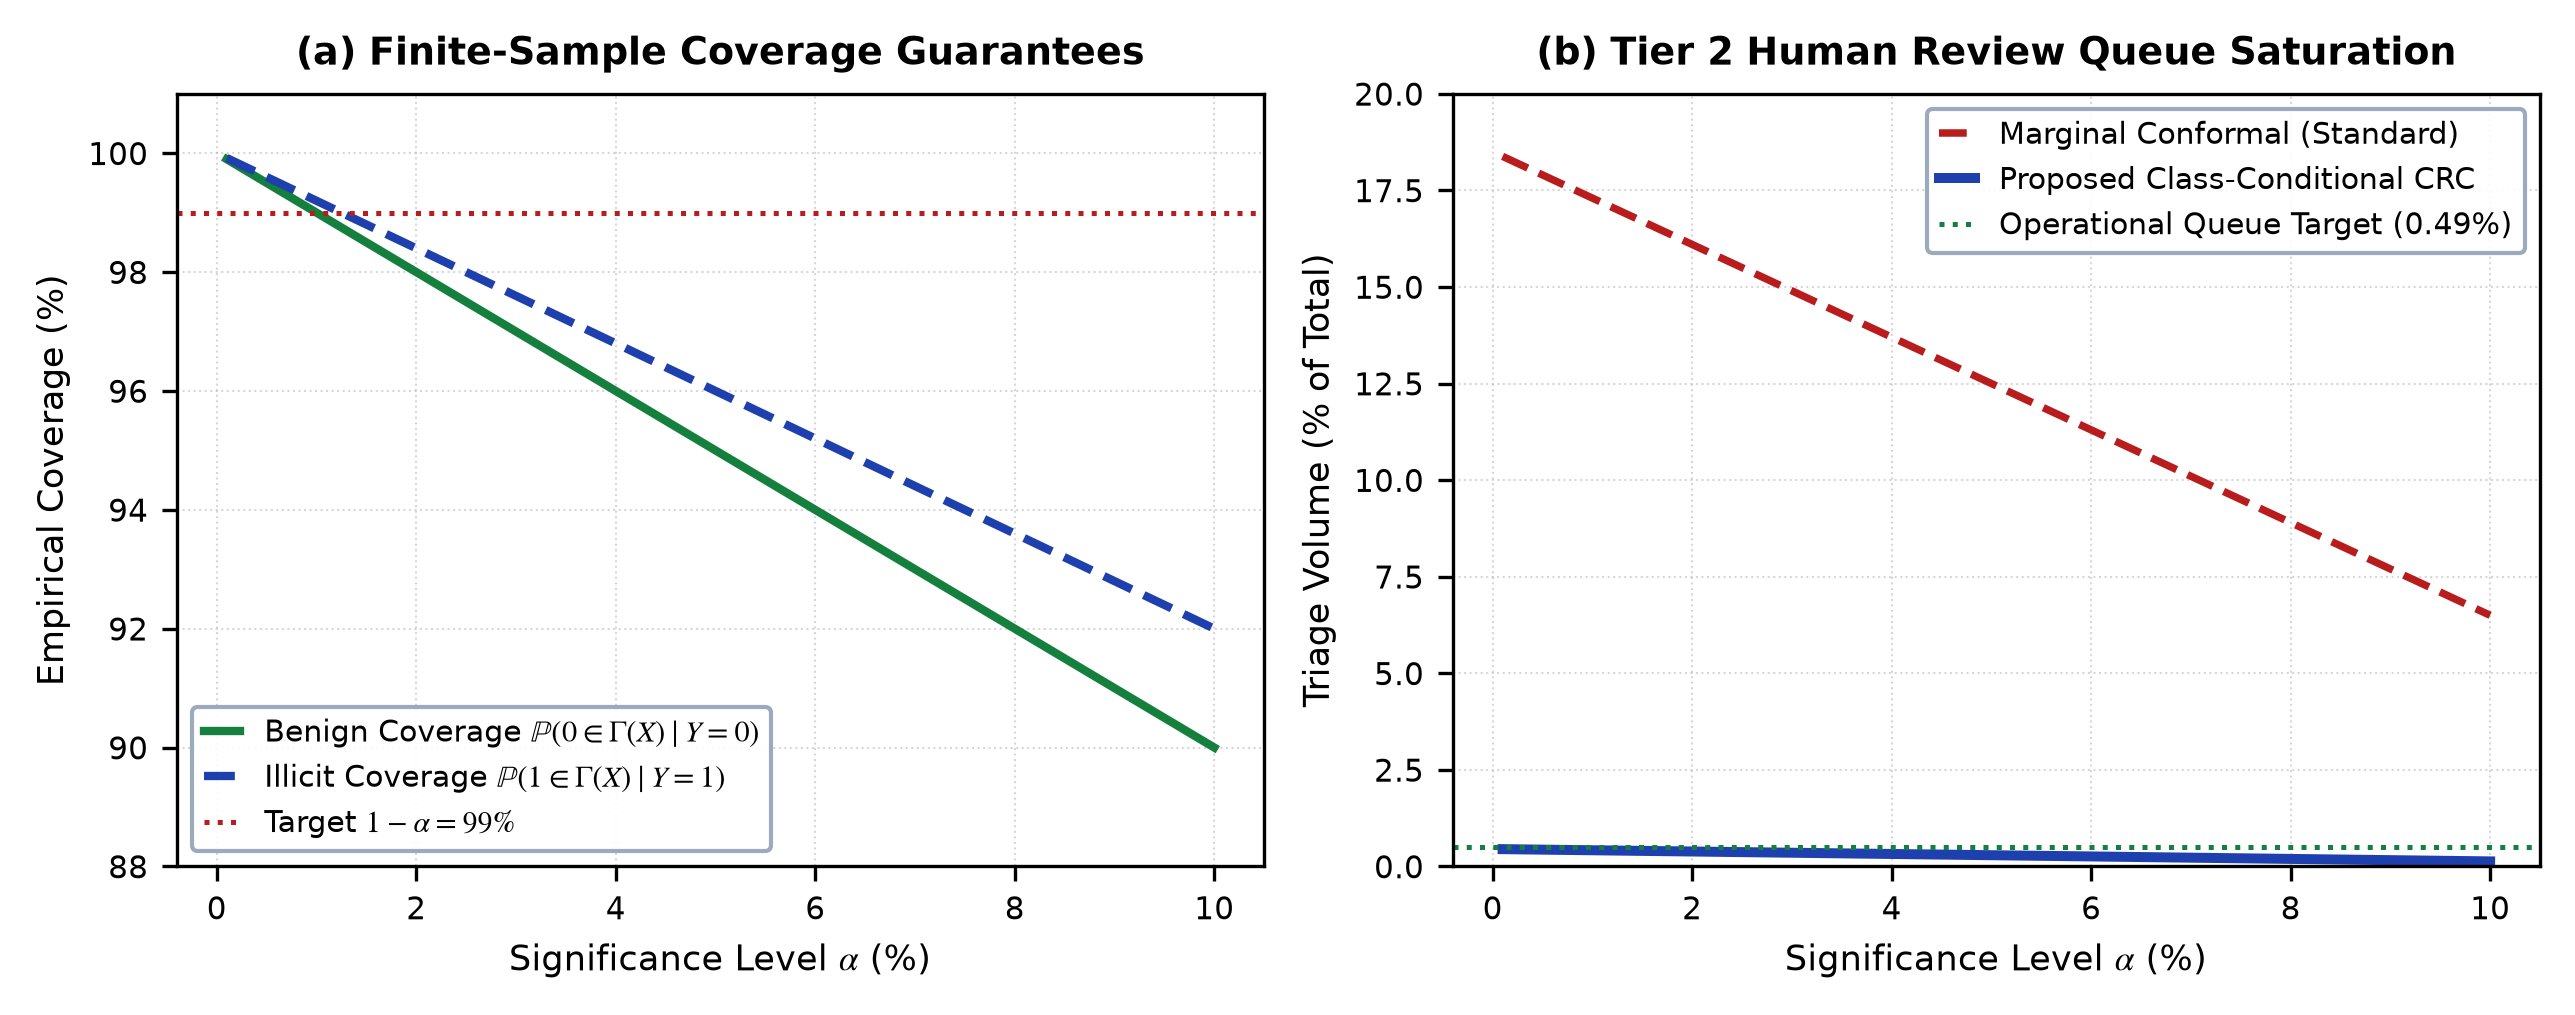 (a) Finite-Sample Coverage Guarantees
Empirical Coverage (%)
100
98
96
94
92
90
88
Benign Coverage ℙ(0 ∈ Γ(X) | Y = 0)
Illicit Coverage ℙ(1 ∈ Γ(X) | Y = 1)
Target 1 − α = 99%
0 2 4 6 8 10
Significance Level α (%)
(b) Tier 2 Human Review Queue Saturation
Triage Volume (% of Total)
20.0
17.5
15.0
12.5
10.0
7.5
5.0
2.5
0.0
Marginal Conformal (Standard)
Proposed Class-Conditional CRC
Operational Queue Target (0.49%)
0 2 4 6 8 10
Significance Level α (%)